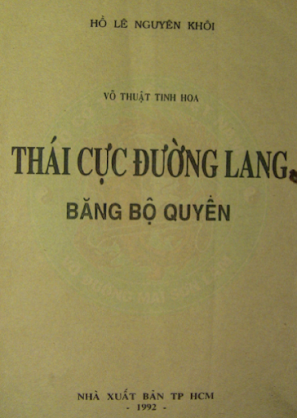 HỒ LÊ NGUYÊN KHÔI
VÕ THUẬT TINH HOA
THÁI CỰC ĐƯỜNG LANG
BĂNG BỘ QUYỀN
NHÀ XUẤT BẢN TP HCM
- 1992 -